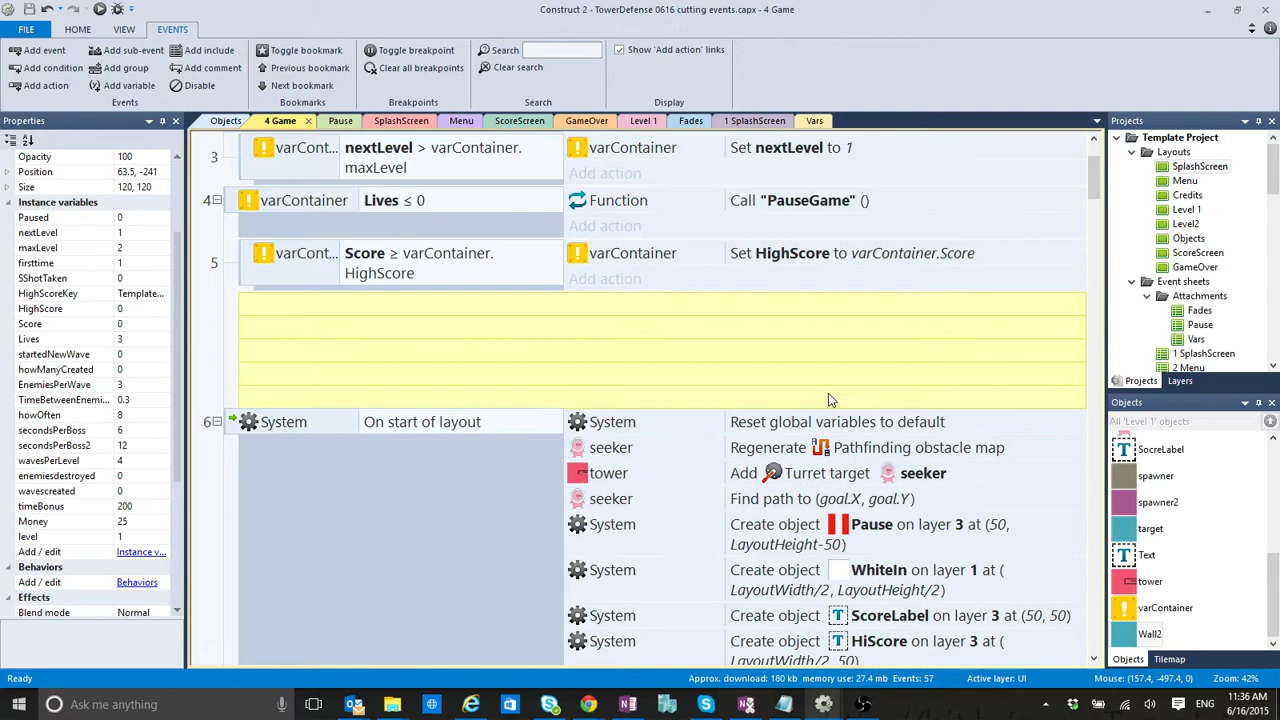 Construct 2 - TowerDefense 0616 cutting events.capx - 4 Game
FILE HOME VIEW EVENTS
Add event Add sub-event Add include Toggle bookmark Toggle breakpoint Search Show 'Add action' links
Add condition Add group Add comment Previous bookmark Clear all breakpoints Clear search
Add action Add variable Disable Next bookmark
Events Bookmarks Breakpoints Search Display
Properties
Opacity 100
Position 63.5, -241
Size 120, 120
Instance variables
Paused 0
nextLevel 1
maxLevel 2
firsttime 1
SShotTaken 0
HighScoreKey Template...
HighScore 0
Score 0
Lives 3
startedNewWave 0
howManyCreated 0
EnemiesPerWave 3
TimeBetweenEnemi... 0.3
howOften 8
secondsPerBoss 6
secondsPerBoss2 12
wavesPerLevel 4
enemiesdestroyed 0
wavescreated 0
timeBonus 200
Money 25
level 1
Add / edit Instance v...
Behaviors
Add / edit Behaviors
Effects
Blend mode Normal
Objects 4 Game Pause SplashScreen Menu ScoreScreen GameOver Level 1 Fades 1 SplashScreen Vars
3 varCont... nextLevel > varContainer. varContainer Set nextLevel to 1
maxLevel Add action
4 varContainer Lives ≤ 0 Function Call "PauseGame" ()
Add action
5 varCont... Score ≥ varContainer. varContainer Set HighScore to varContainer.Score
HighScore Add action
6 System On start of layout System Reset global variables to default
seeker Regenerate Pathfinding obstacle map
tower Add Turret target seeker
seeker Find path to (goal.X, goal.Y)
System Create object Pause on layer 3 at (50,
LayoutHeight-50)
System Create object WhiteIn on layer 1 at (
LayoutWidth/2, LayoutHeight/2)
System Create object T ScoreLabel on layer 3 at (50, 50)
System Create object T HiScore on layer 3 at (
LayoutWidth/2, 50)
Projects
Template Project
Layouts
SplashScreen
Menu
Credits
Level 1
Level2
Objects
ScoreScreen
GameOver
Event sheets
Attachments
Fades
Pause
Vars
1 SplashScreen
2 Menu
Projects Layers
Objects
All 'Level 1' objects
T SocreLabel
spawner
spawner2
target
T Text
tower
varContainer
Wall2
Objects Tilemap
Ready Approx. download: 180 kb memory use: 27.4 mb Events: 57 Active layer: UI Mouse: (157.4, -497.4, 0) Zoom: 42%
Ask me anything ENG 11:36 AM
6/16/2015